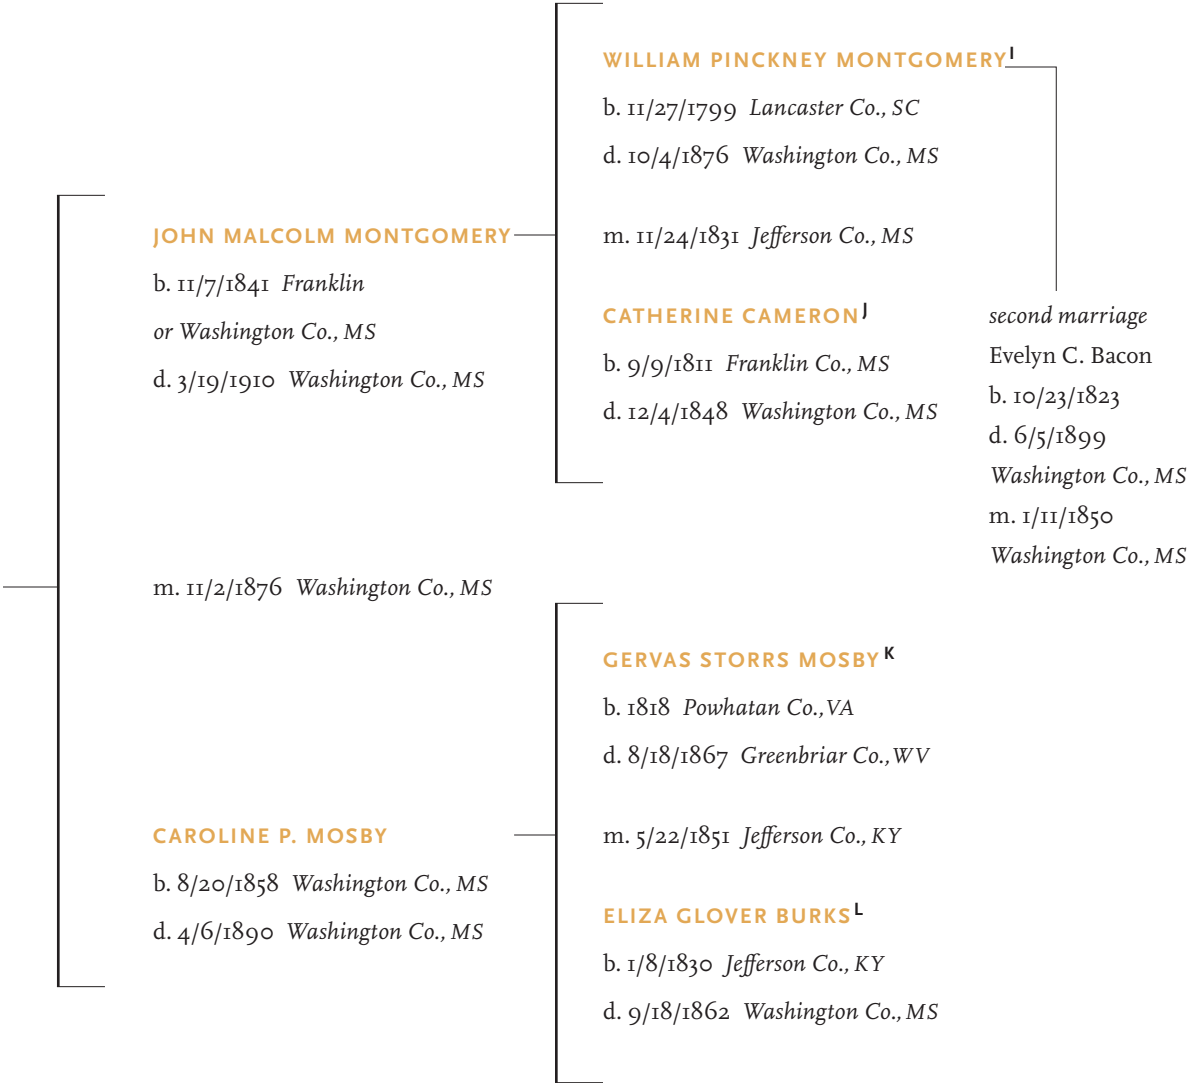 WILLIAM PINCKNEY MONTGOMERY I
b. 11/27/1799 Lancaster Co., SC
d. 10/4/1876 Washington Co., MS
JOHN MALCOLM MONTGOMERY
m. 11/24/1831 Jefferson Co., MS
b. 11/7/1841 Franklin
or Washington Co., MS
d. 3/19/1910 Washington Co., MS
CATHERINE CAMERON J
b. 9/9/1811 Franklin Co., MS
d. 12/4/1848 Washington Co., MS
second marriage
Evelyn C. Bacon
b. 10/23/1823
d. 6/5/1899
Washington Co., MS
m. 1/11/1850
Washington Co., MS
m. 11/2/1876 Washington Co., MS
GERVAS STORRS MOSBY K
b. 1818 Powhatan Co., VA
d. 8/18/1867 Greenbriar Co., WV
CAROLINE P. MOSBY
m. 5/22/1851 Jefferson Co., KY
b. 8/20/1858 Washington Co., MS
d. 4/6/1890 Washington Co., MS
ELIZA GLOVER BURKS L
b. 1/8/1830 Jefferson Co., KY
d. 9/18/1862 Washington Co., MS